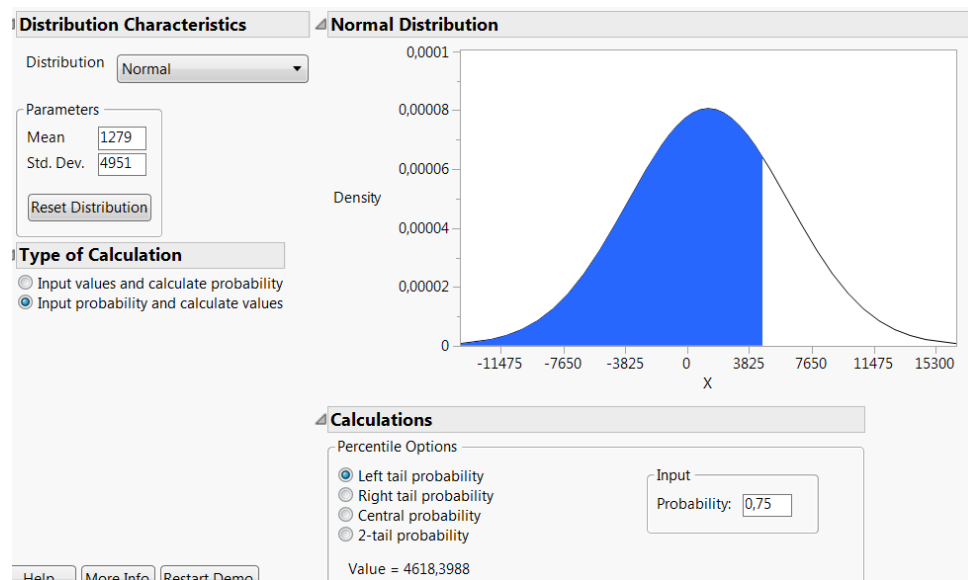 Distribution Characteristics
Distribution Normal
Parameters
Mean 1279
Std. Dev. 4951
Reset Distribution
Type of Calculation
Input values and calculate probability
Input probability and calculate values
Normal Distribution
0,0001
0,00008
0,00006
Density
0,00004
0,00002
0
-11475 -7650 -3825 0 3825 7650 11475 15300
X
Calculations
Percentile Options
Left tail probability
Right tail probability
Central probability
2-tail probability
Input
Probability: 0,75
Value = 4618,3988
Help More Info Restart Demo